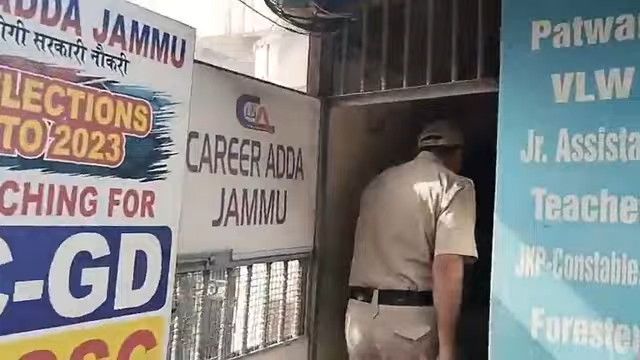 ADDA JAMMU
गी सरकारी नौकरी
LECTIONS
TO 2023
CHING FOR
C-GD
SSC
CAREER ADDA
JAMMU
Patwa
VLW
Jr. Assista
Teache
JKP-Constable
Foreste